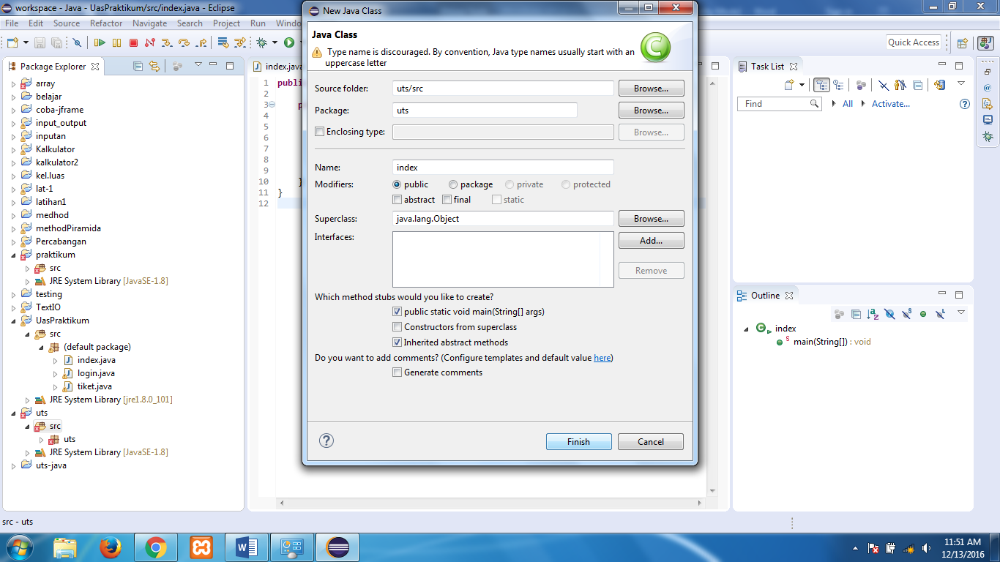 workspace - Java - UasPraktikum/src/index.java - Eclipse
File Edit Source Refactor Navigate Search Project Run Windo
Quick Access
Package Explorer
array
belajar
coba-jframe
input_output
inputan
Kalkulator
kalkulator2
kel.luas
lat-1
latihan1
medhod
methodPiramida
Percabangan
praktikum
src
JRE System Library [JavaSE-1.8]
testing
TextIO
UasPraktikum
src
(default package)
index.java
login.java
tiket.java
JRE System Library [jre1.8.0_101]
uts
src
uts
JRE System Library [JavaSE-1.8]
uts-java
index.java
1 publi
2
3 p
4
5
6
7
8
9
10 }
11 }
12
New Java Class
Java Class
Type name is discouraged. By convention, Java type names usually start with an
uppercase letter
C
Source folder: uts/src Browse...
Package: uts Browse...
Enclosing type: Browse...
Name: index
Modifiers: public package private protected
abstract final static
Superclass: java.lang.Object Browse...
Interfaces: Add...
Remove
Which method stubs would you like to create?
public static void main(String[] args)
Constructors from superclass
Inherited abstract methods
Do you want to add comments? (Configure templates and default value here)
Generate comments
? Finish Cancel
Task List
Find All Activate...
Outline
index
main(String[]) : void
src - uts
11:51 AM
12/13/2016